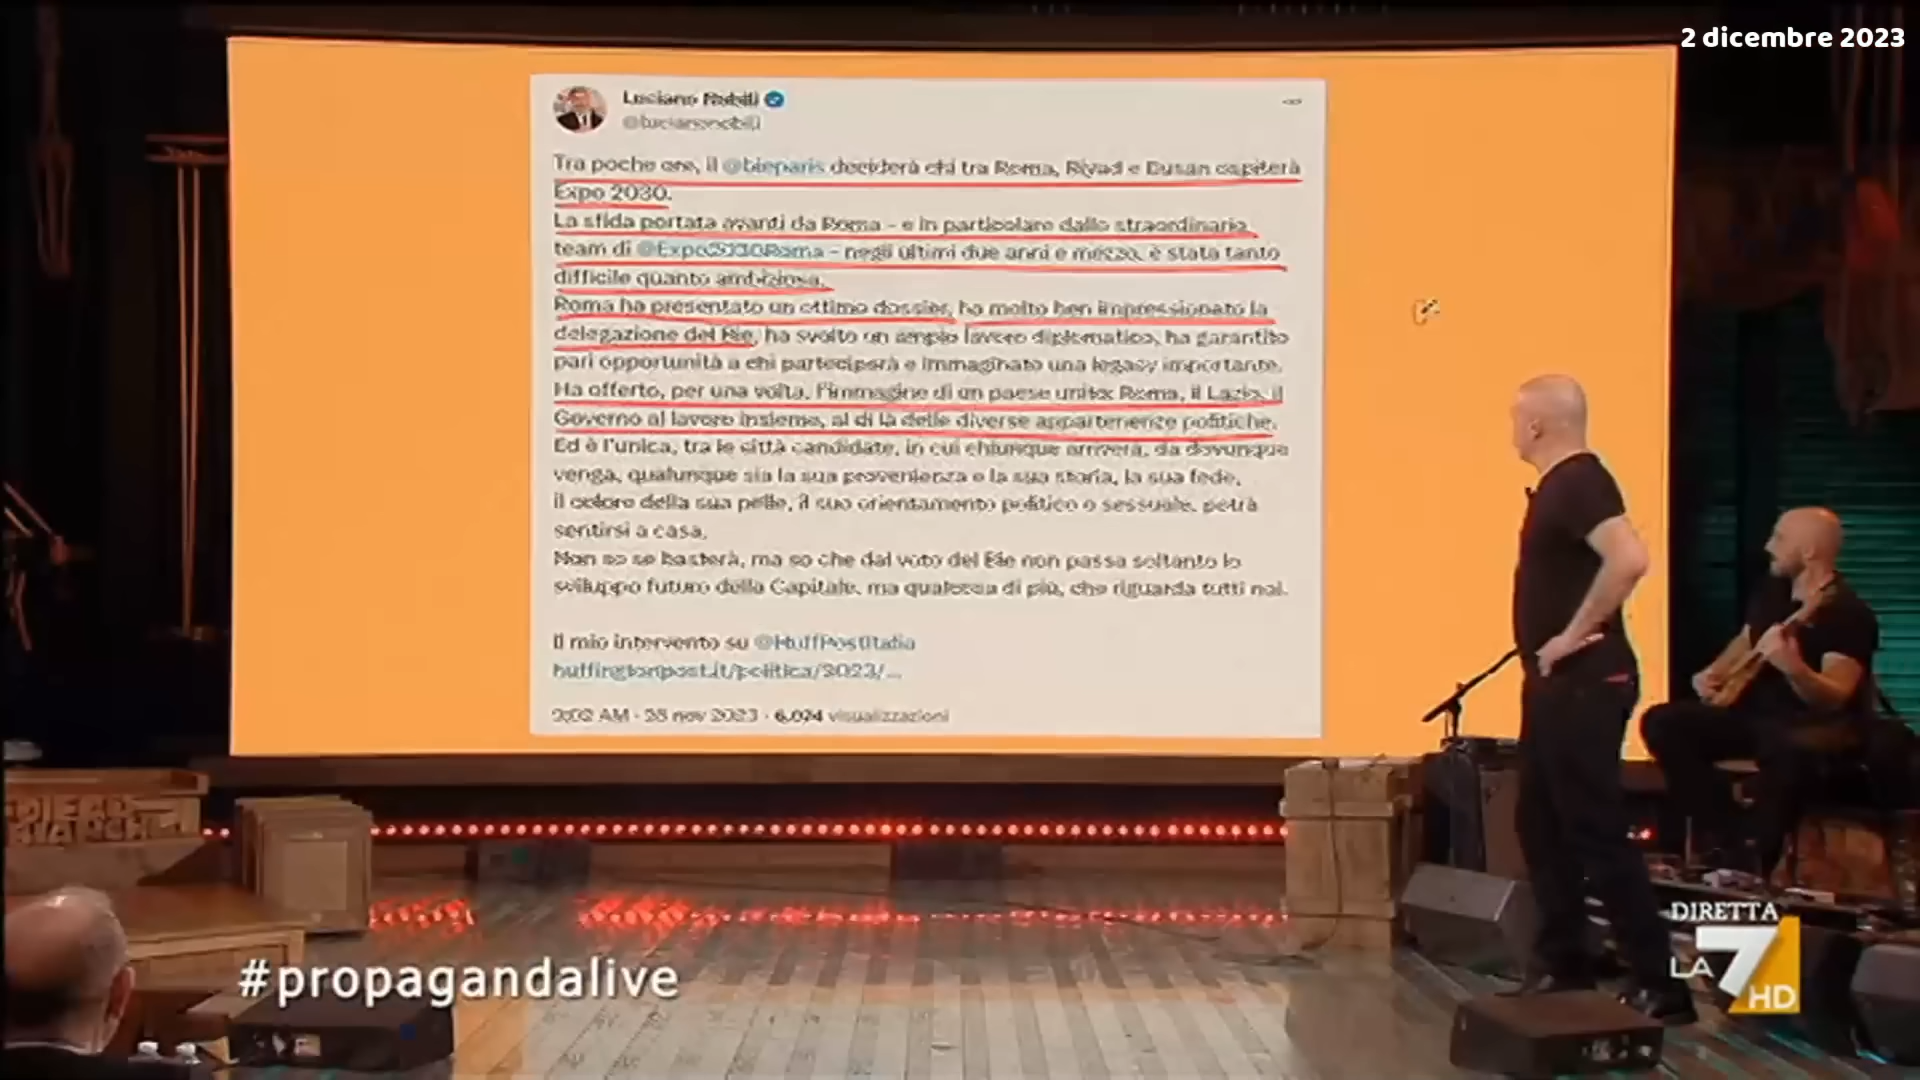 2 dicembre 2023
Luciano Nobili
@lucianonobili
Tra poche ore, il @bieparis deciderà chi tra Roma, Riyad e Busan ospiterà
Expo 2030.
La sfida portata avanti da Roma - e in particolare dallo straordinario
team di @Expo2030Roma - negli ultimi due anni e mezzo, è stata tanto
difficile quanto ambiziosa.
Roma ha presentato un ottimo dossier, ha molto ben impressionato la
delegazione del Bie, ha svolto un ampio lavoro diplomatico, ha garantito
pari opportunità a chi parteciperà e immaginato una legacy importante.
Ha offerto, per una volta, l'immagine di un paese unito: Roma, il Lazio, il
Governo al lavoro insieme, al di là delle diverse appartenenze politiche.
Ed è l'unica, tra le città candidate, in cui chiunque arriverà, da dovunque
venga, qualunque sia la sua provenienza o la sua storia, la sua fede,
il colore della sua pelle, il suo orientamento politico o sessuale, potrà
sentirsi a casa.
Non so se basterà, ma so che dal voto del Bie non passa soltanto lo
sviluppo futuro della Capitale, ma qualcosa di più, che riguarda tutti noi.
Il mio intervento su @HuffPostItalia
huffingtonpost.it/politica/2023/...
AM · 28 nov 2023 · 6.024 visualizzazioni
DIEGO
BIANCHI
#propagandalive
DIRETTA
LA 7
HD